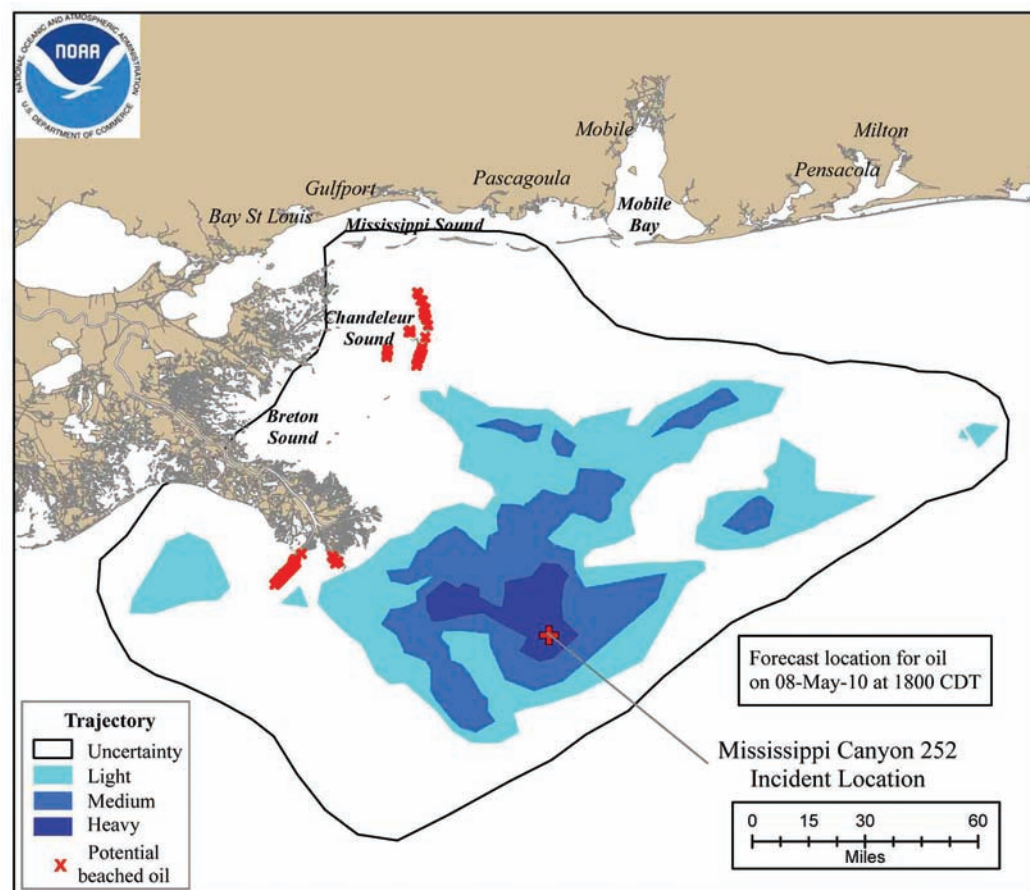 NATIONAL OCEANIC AND ATMOSPHERIC ADMINISTRATION
NOAA
U.S. DEPARTMENT OF COMMERCE
Mobile
Milton
Pensacola
Pascagoula
Gulfport
Mobile
Bay
Bay St Louis
Mississippi Sound
Chandeleur
Sound
Breton
Sound
Forecast location for oil
on 08-May-10 at 1800 CDT
Mississippi Canyon 252
Incident Location
Trajectory
Uncertainty
Light
Medium
Heavy
x Potential
beached oil
0 15 30 60
Miles